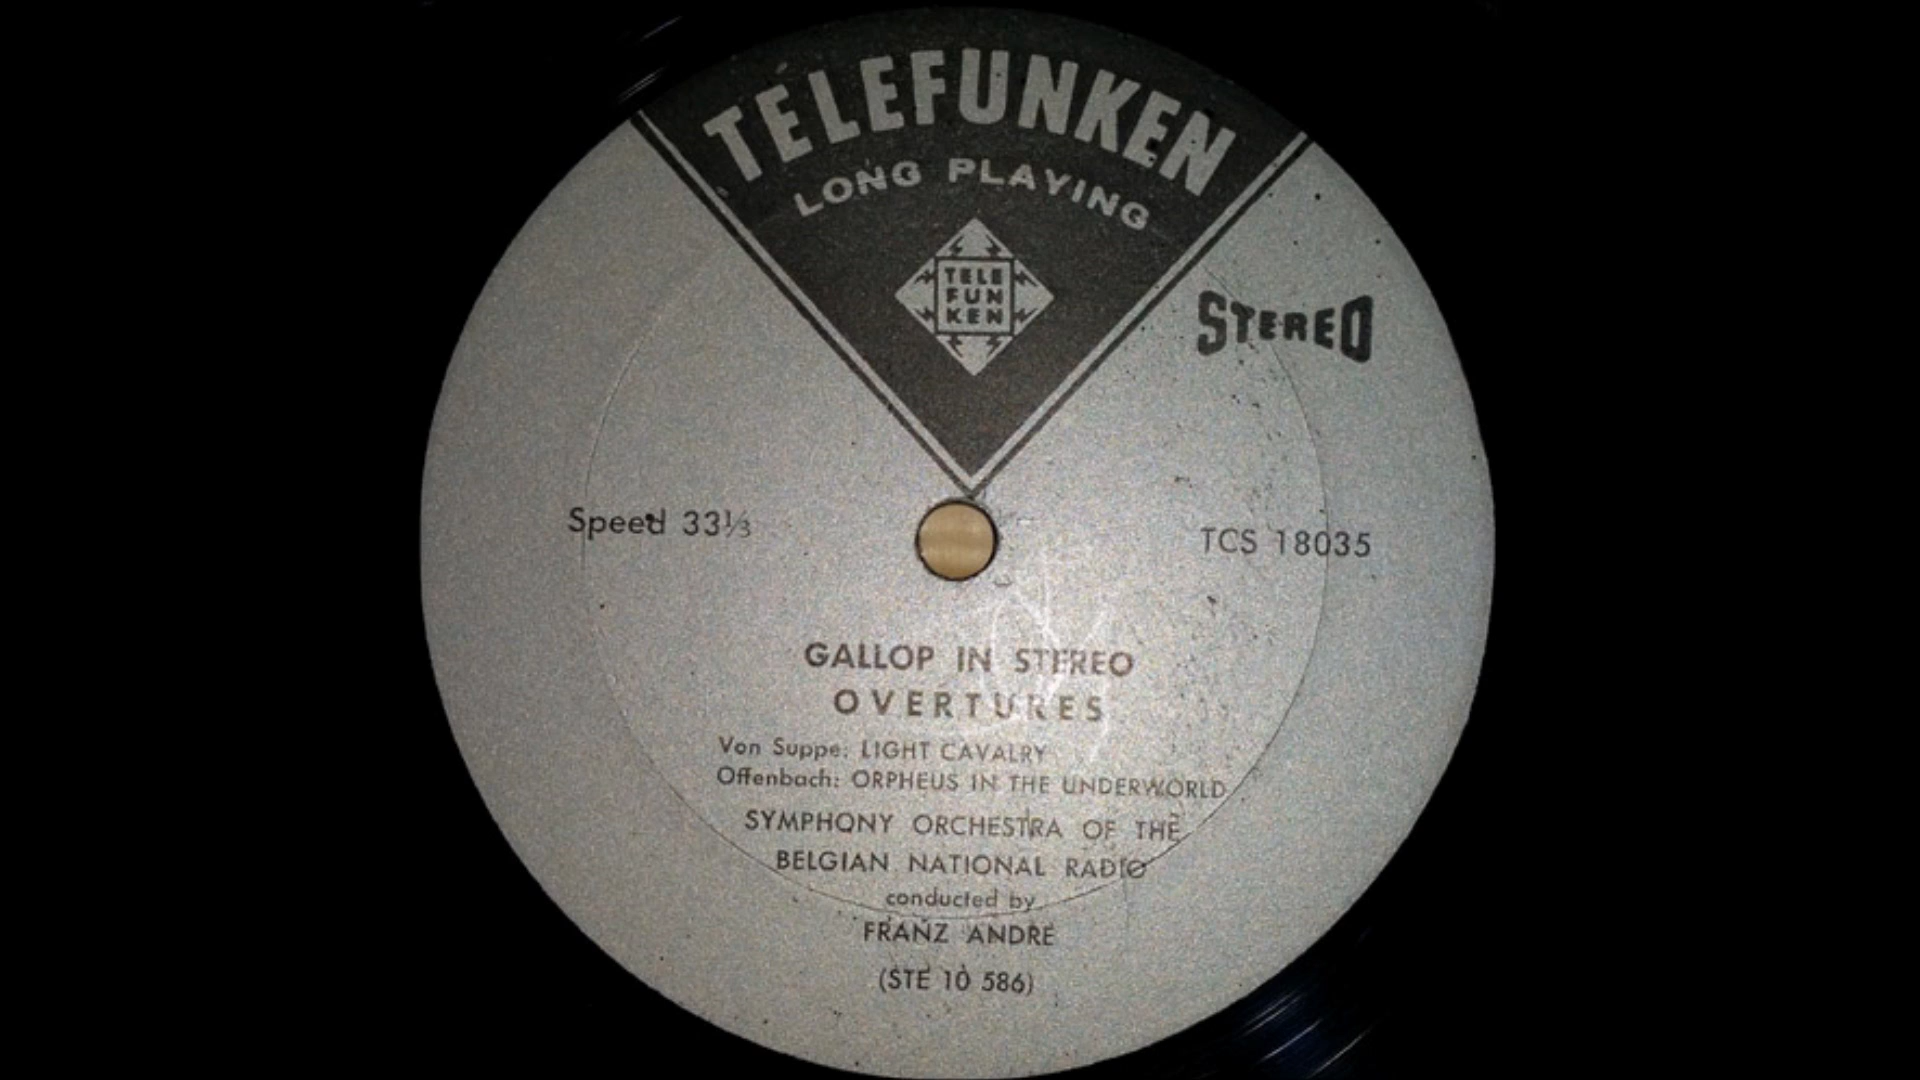 TELEFUNKEN
LONG PLAYING
TELE
FUN
KEN
STEREO
Speed 33⅓
TCS 18035
GALLOP IN STEREO
OVERTURES
Von Suppe: LIGHT CAVALRY
Offenbach: ORPHEUS IN THE UNDERWORLD
SYMPHONY ORCHESTRA OF THE
BELGIAN NATIONAL RADIO
conducted by
FRANZ ANDRE
(STE 10 586)